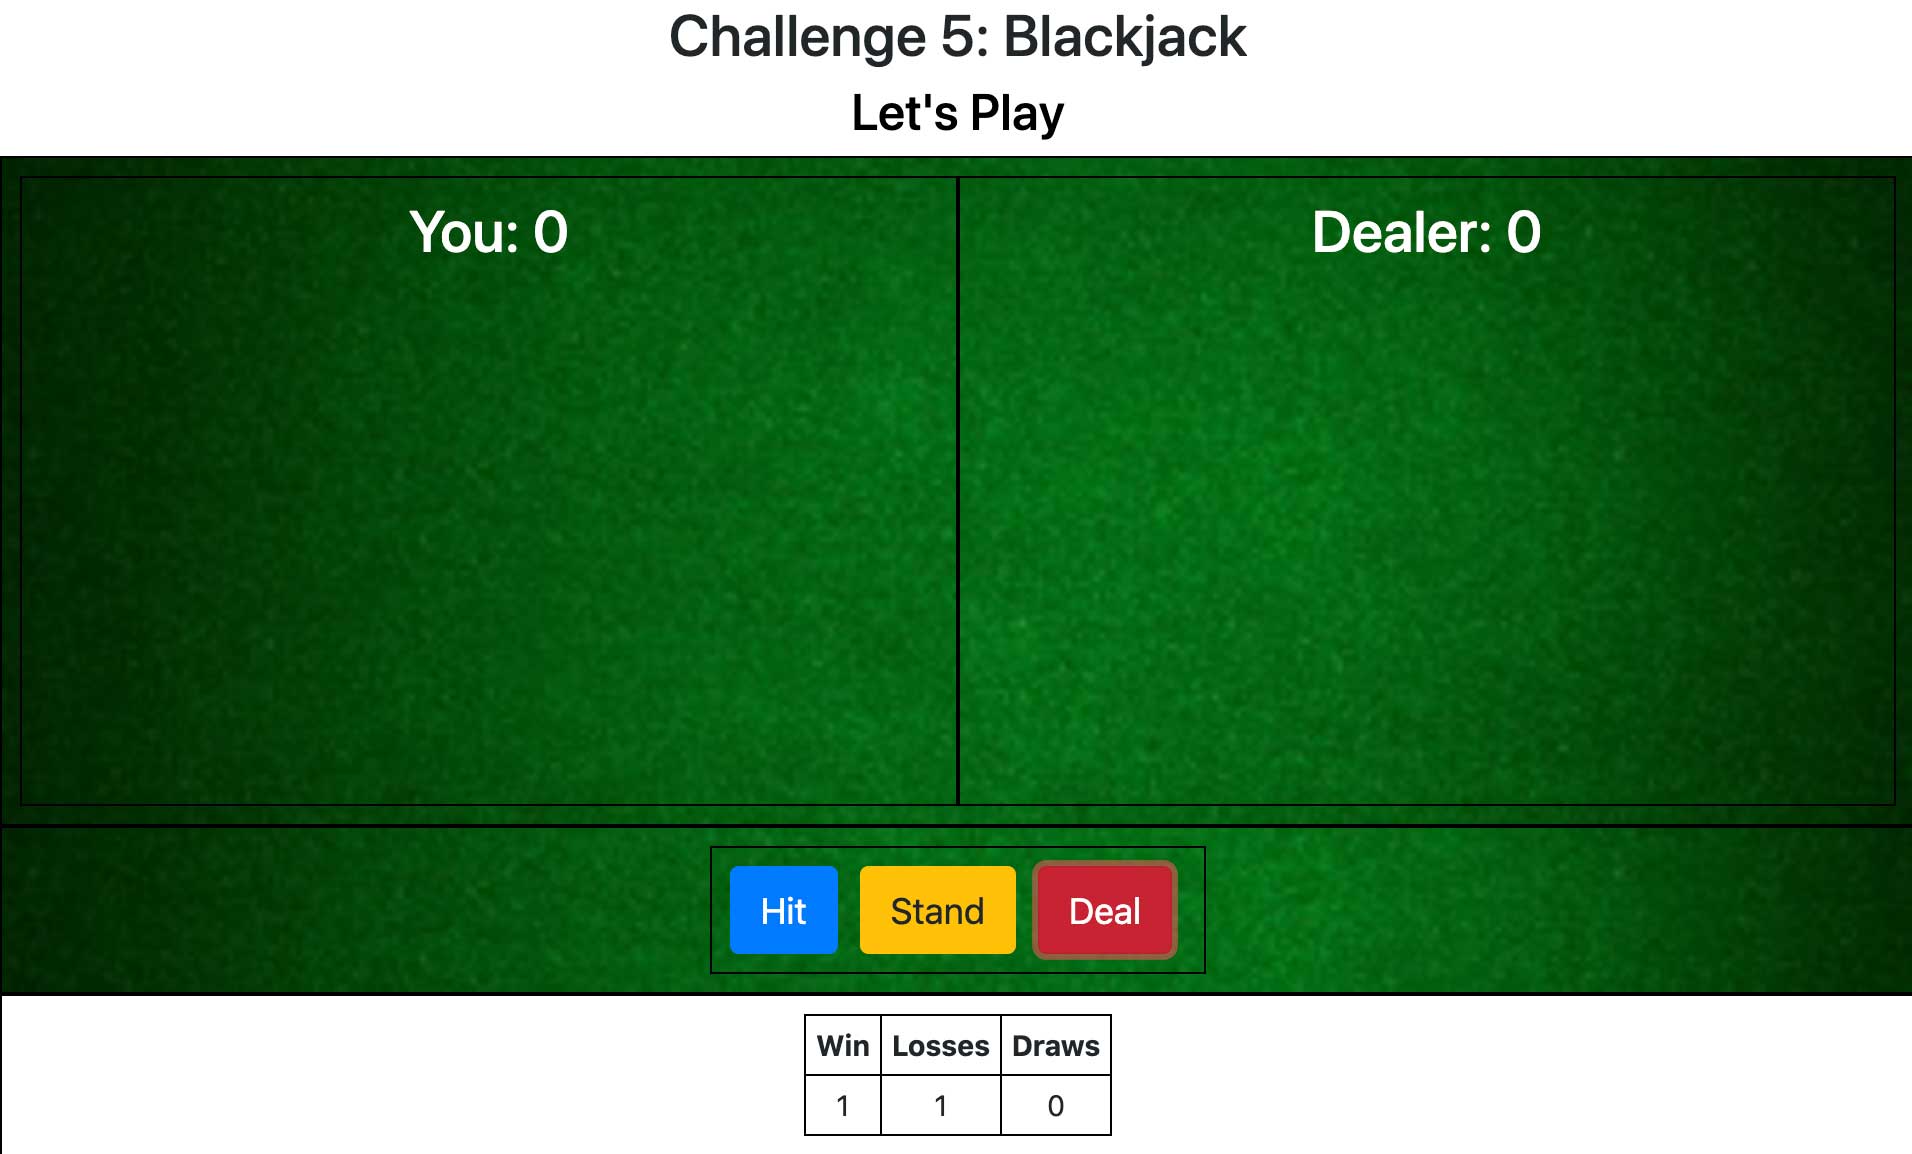 Challenge 5: Blackjack
Let's Play
You: 0
Dealer: 0
Hit
Stand
Deal
Win Losses Draws
1 1 0